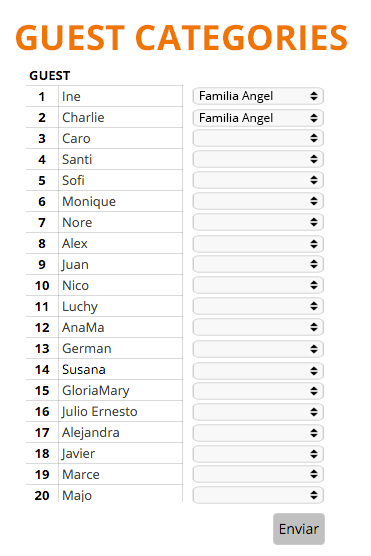 GUEST CATEGORIES
GUEST
1 Ine Familia Angel
2 Charlie Familia Angel
3 Caro
4 Santi
5 Sofi
6 Monique
7 Nore
8 Alex
9 Juan
10 Nico
11 Luchy
12 AnaMa
13 German
14 Susana
15 GloriaMary
16 Julio Ernesto
17 Alejandra
18 Javier
19 Marce
20 Majo
Enviar